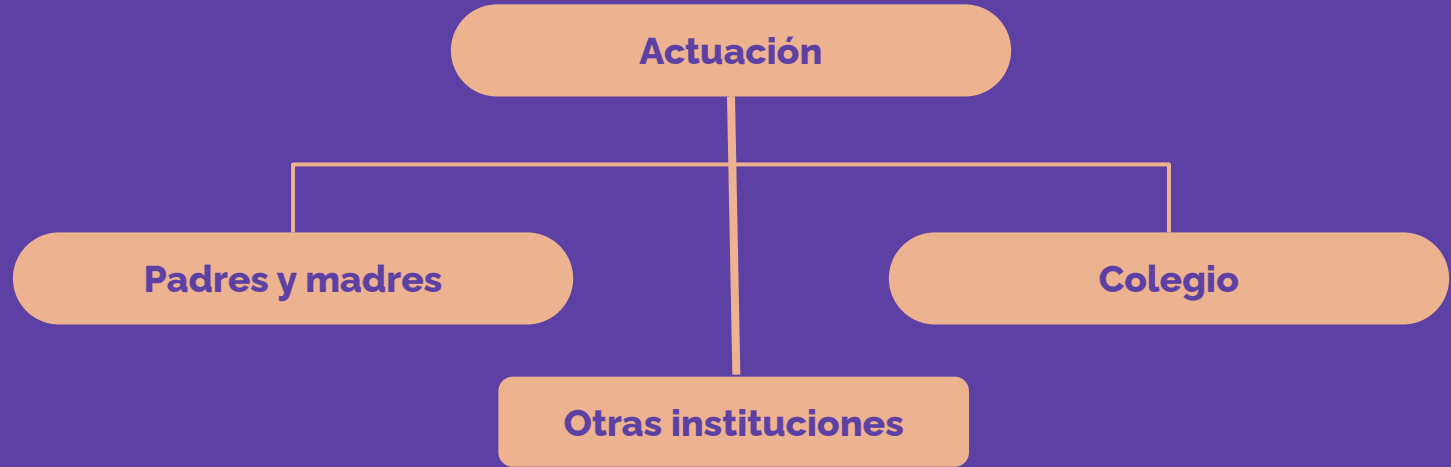 Actuación
Padres y madres
Colegio
Otras instituciones